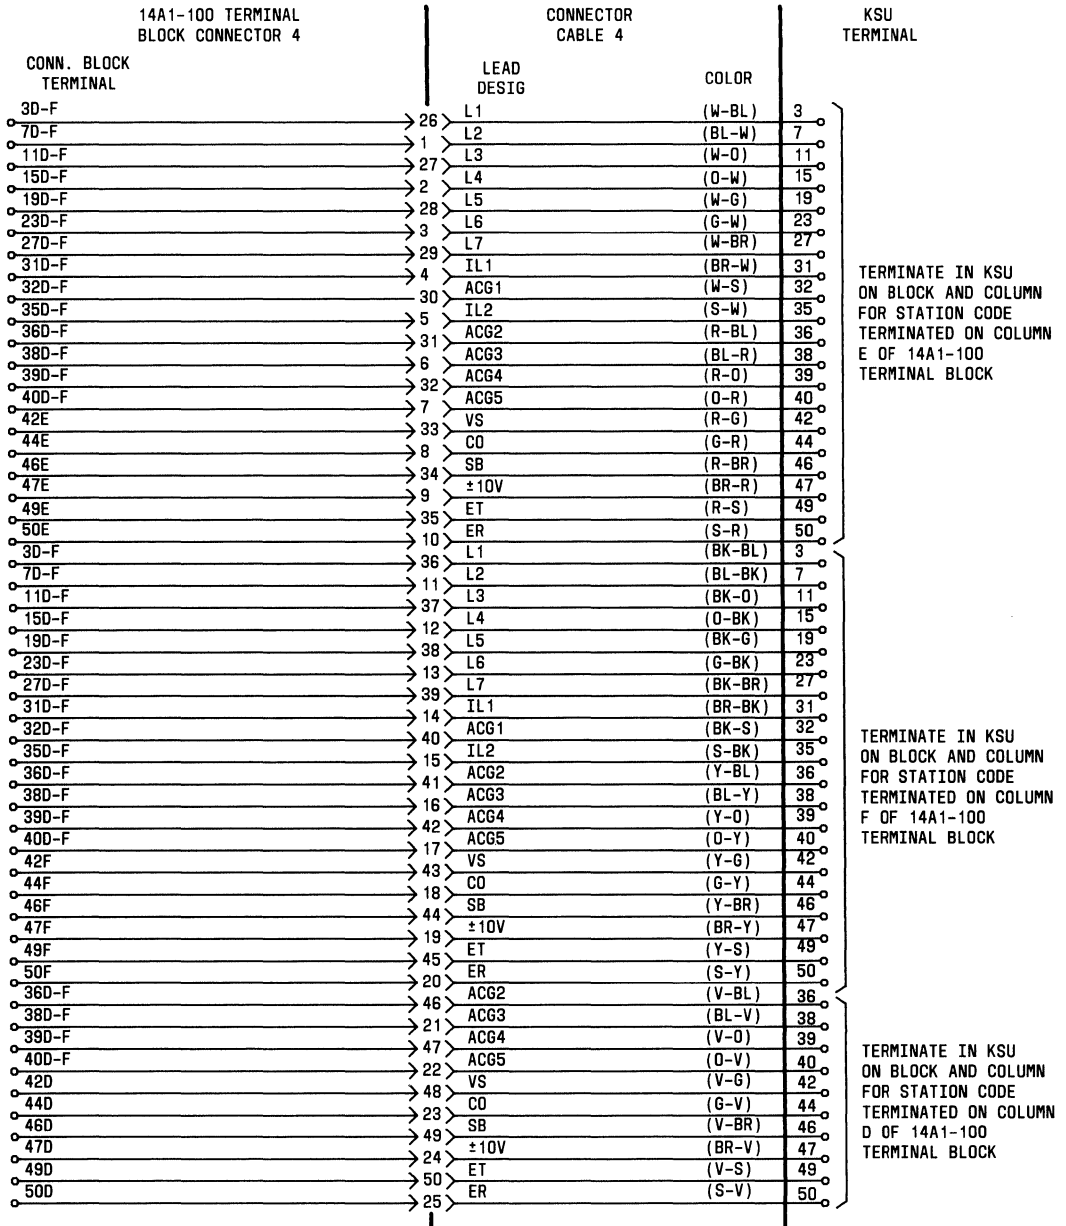 14A1-100 TERMINAL
BLOCK CONNECTOR 4
CONNECTOR
CABLE 4
KSU
TERMINAL
CONN. BLOCK
TERMINAL
LEAD
DESIG
COLOR
3D-F 26 L1 (W-BL) 3
7D-F 1 L2 (BL-W) 7
11D-F 27 L3 (W-O) 11
15D-F 2 L4 (O-W) 15
19D-F 28 L5 (W-G) 19
23D-F 3 L6 (G-W) 23
27D-F 29 L7 (W-BR) 27
31D-F 4 IL1 (BR-W) 31
32D-F 30 ACG1 (W-S) 32
35D-F 5 IL2 (S-W) 35
36D-F 31 ACG2 (R-BL) 36
38D-F 6 ACG3 (BL-R) 38
39D-F 32 ACG4 (R-O) 39
40D-F 7 ACG5 (O-R) 40
42E 33 VS (R-G) 42
44E 8 CO (G-R) 44
46E 34 SB (R-BR) 46
47E 9 ±10V (BR-R) 47
49E 35 ET (R-S) 49
50E 10 ER (S-R) 50
TERMINATE IN KSU
ON BLOCK AND COLUMN
FOR STATION CODE
TERMINATED ON COLUMN
E OF 14A1-100
TERMINAL BLOCK
3D-F 36 L1 (BK-BL) 3
7D-F 11 L2 (BL-BK) 7
11D-F 37 L3 (BK-O) 11
15D-F 12 L4 (O-BK) 15
19D-F 38 L5 (BK-G) 19
23D-F 13 L6 (G-BK) 23
27D-F 39 L7 (BK-BR) 27
31D-F 14 IL1 (BR-BK) 31
32D-F 40 ACG1 (BK-S) 32
35D-F 15 IL2 (S-BK) 35
36D-F 41 ACG2 (Y-BL) 36
38D-F 16 ACG3 (BL-Y) 38
39D-F 42 ACG4 (Y-O) 39
40D-F 17 ACG5 (O-Y) 40
42F 43 VS (Y-G) 42
44F 18 CO (G-Y) 44
46F 44 SB (Y-BR) 46
47F 19 ±10V (BR-Y) 47
49F 45 ET (Y-S) 49
50F 20 ER (S-Y) 50
TERMINATE IN KSU
ON BLOCK AND COLUMN
FOR STATION CODE
TERMINATED ON COLUMN
F OF 14A1-100
TERMINAL BLOCK
36D-F 46 ACG2 (V-BL) 36
38D-F 21 ACG3 (BL-V) 38
39D-F 47 ACG4 (V-O) 39
40D-F 22 ACG5 (O-V) 40
42D 48 VS (V-G) 42
44D 23 CO (G-V) 44
46D 49 SB (V-BR) 46
47D 24 ±10V (BR-V) 47
49D 50 ET (V-S) 49
50D 25 ER (S-V) 50
TERMINATE IN KSU
ON BLOCK AND COLUMN
FOR STATION CODE
TERMINATED ON COLUMN
D OF 14A1-100
TERMINAL BLOCK